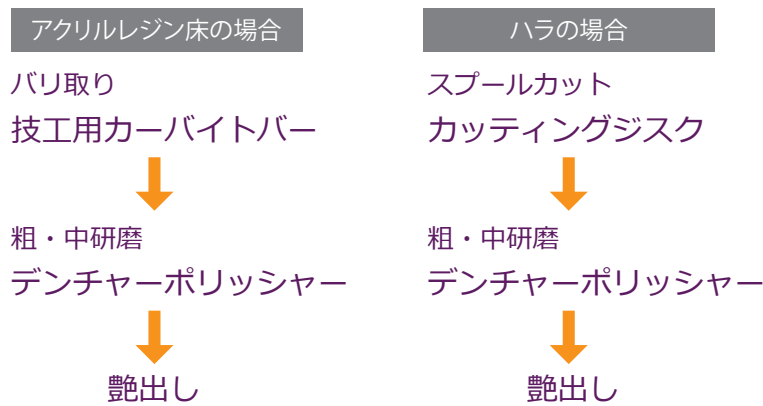 アクリルレジン床の場合
バリ取り
技工用カーバイトバー
粗・中研磨
デンチャーポリッシャー
艶出し
ハラの場合
スプールカット
カッティングジスク
粗・中研磨
デンチャーポリッシャー
艶出し